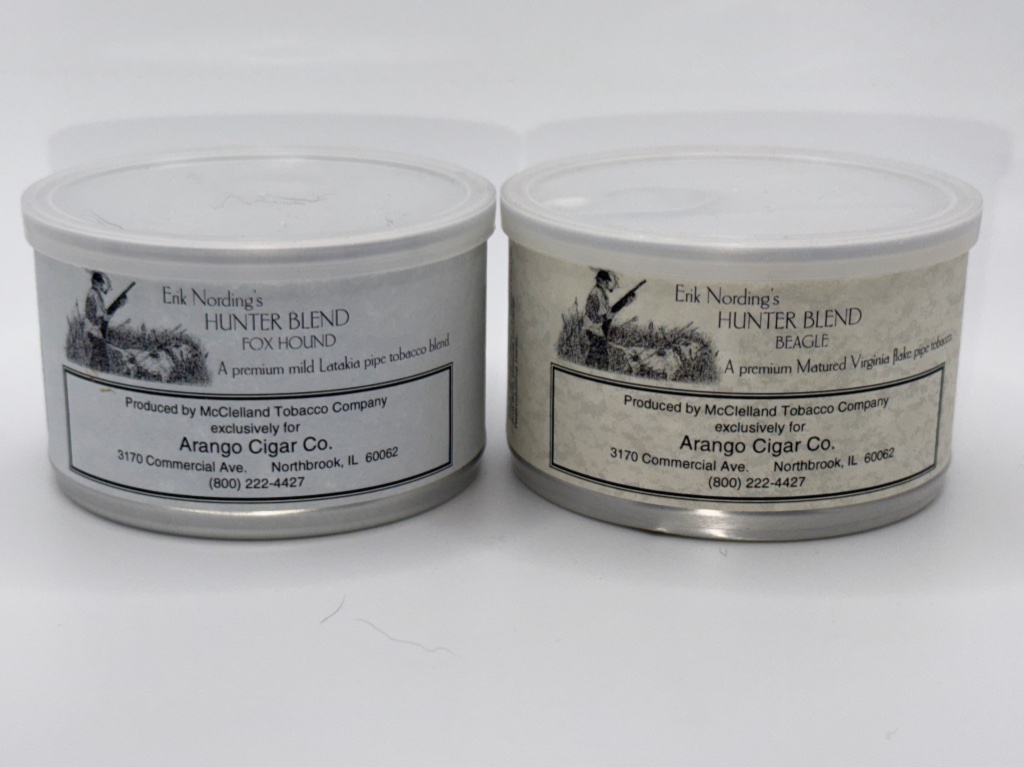 Erik Nording's
HUNTER BLEND
FOX HOUND
A premium mild Latakia pipe tobacco blend.
Produced by McClelland Tobacco Company
exclusively for
Arango Cigar Co.
3170 Commercial Ave. Northbrook, IL 60062
(800) 222-4427
Erik Nording's
HUNTER BLEND
BEAGLE
A premium Matured Virginia flake pipe tobacco
Produced by McClelland Tobacco Company
exclusively for
Arango Cigar Co.
3170 Commercial Ave. Northbrook, IL 60062
(800) 222-4427